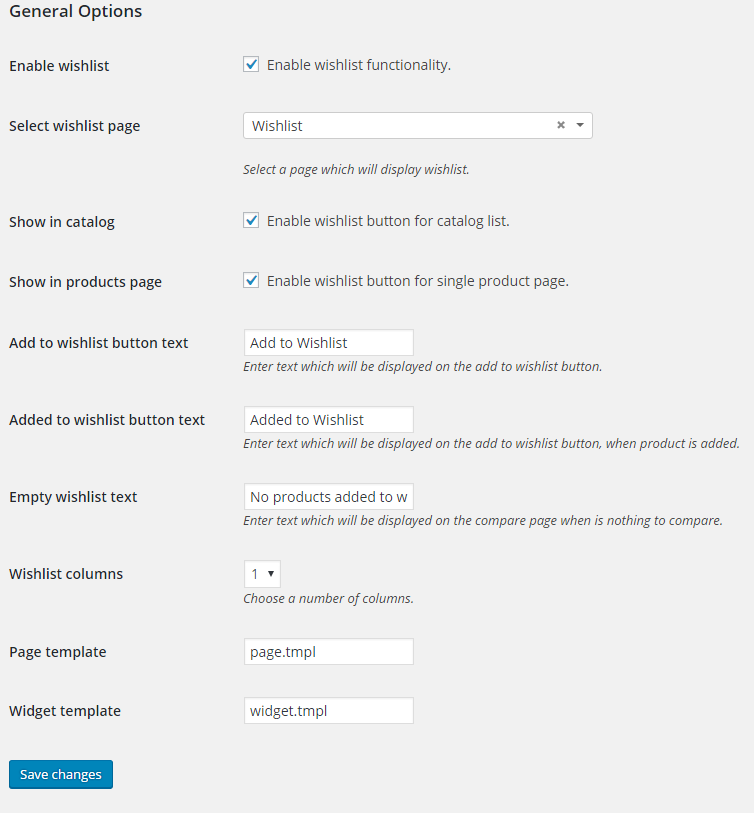 General Options
Enable wishlist Enable wishlist functionality.
Select wishlist page Wishlist
Select a page which will display wishlist.
Show in catalog Enable wishlist button for catalog list.
Show in products page Enable wishlist button for single product page.
Add to wishlist button text Add to Wishlist
Enter text which will be displayed on the add to wishlist button.
Added to wishlist button text Added to Wishlist
Enter text which will be displayed on the add to wishlist button, when product is added.
Empty wishlist text No products added to w
Enter text which will be displayed on the compare page when is nothing to compare.
Wishlist columns 1
Choose a number of columns.
Page template page.tmpl
Widget template widget.tmpl
Save changes